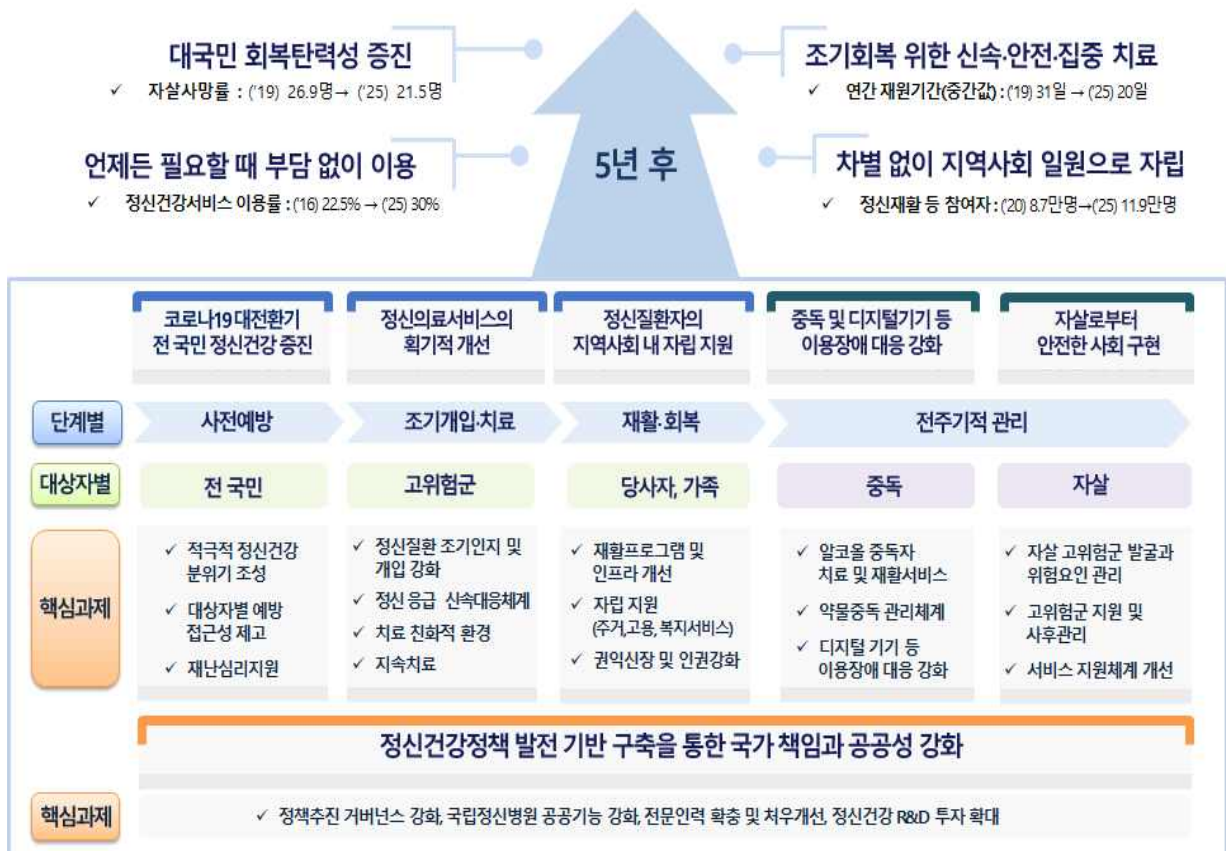 대국민 회복탄력성 증진
✓ 자살사망률 : ('19) 26.9명→ ('25) 21.5명
조기회복 위한 신속·안전·집중 치료
✓ 연간 재원기간(중간값) : ('19) 31일 → ('25) 20일
언제든 필요할 때 부담 없이 이용
✓ 정신건강서비스 이용률 : ('16) 22.5% → ('25) 30%
5년 후
차별 없이 지역사회 일원으로 자립
✓ 정신재활 등 참여자 : ('20) 8.7만명→('25) 11.9만명
코로나19 대전환기
전 국민 정신건강 증진
정신의료서비스의
획기적 개선
정신질환자의
지역사회 내 자립 지원
중독 및 디지털기기 등
이용장애 대응 강화
자살로부터
안전한 사회 구현
단계별
사전예방
조기개입·치료
재활·회복
전주기적 관리
대상자별
전 국민
고위험군
당사자, 가족
중독
자살
핵심과제
✓ 적극적 정신건강
분위기 조성
✓ 대상자별 예방
접근성 제고
✓ 재난심리지원
✓ 정신질환 조기인지 및
개입 강화
✓ 정신 응급 신속대응체계
✓ 치료 친화적 환경
✓ 지속치료
✓ 재활프로그램 및
인프라 개선
✓ 자립 지원
(주거,고용, 복지서비스)
✓ 권익신장 및 인권강화
✓ 알코올 중독자
치료 및 재활서비스
✓ 약물중독 관리체계
✓ 디지털 기기 등
이용장애 대응 강화
✓ 자살 고위험군 발굴과
위험요인 관리
✓ 고위험군 지원 및
사후관리
✓ 서비스 지원체계 개선
정신건강정책 발전 기반 구축을 통한 국가 책임과 공공성 강화
핵심과제
✓ 정책추진 거버넌스 강화, 국립정신병원 공공기능 강화, 전문인력 확충 및 처우개선, 정신건강 R&D 투자 확대